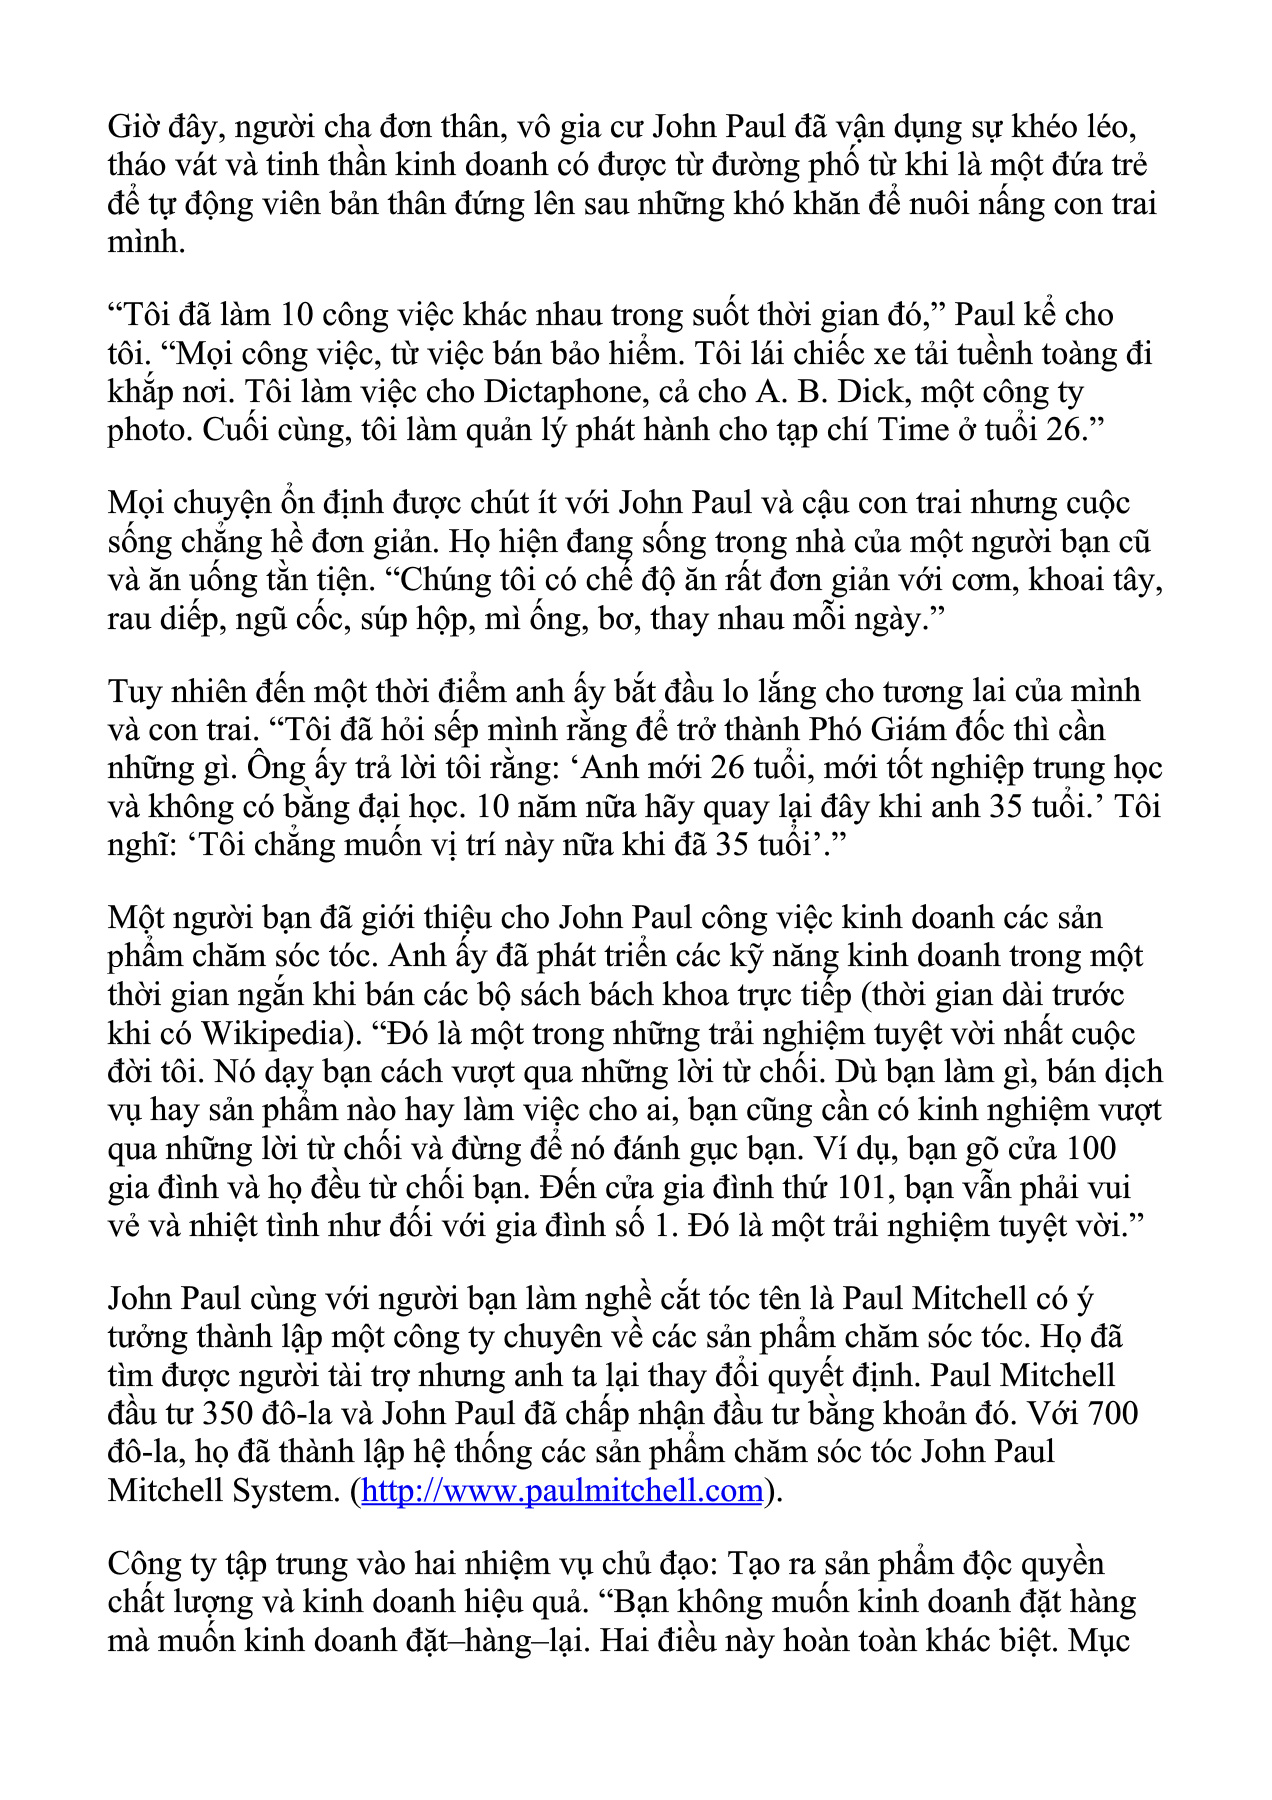 Giờ đây, người cha đơn thân, vô gia cư John Paul đã vận dụng sự khéo léo,
tháo vát và tinh thần kinh doanh có được từ đường phố từ khi là một đứa trẻ
để tự động viên bản thân đứng lên sau những khó khăn để nuôi nấng con trai
mình.
“Tôi đã làm 10 công việc khác nhau trong suốt thời gian đó,” Paul kể cho
tôi. “Mọi công việc, từ việc bán bảo hiểm. Tôi lái chiếc xe tải tuềnh toàng đi
khắp nơi. Tôi làm việc cho Dictaphone, cả cho A. B. Dick, một công ty
photo. Cuối cùng, tôi làm quản lý phát hành cho tạp chí Time ở tuổi 26.”
Mọi chuyện ổn định được chút ít với John Paul và cậu con trai nhưng cuộc
sống chẳng hề đơn giản. Họ hiện đang sống trong nhà của một người bạn cũ
và ăn uống tằn tiện. “Chúng tôi có chế độ ăn rất đơn giản với cơm, khoai tây,
rau diếp, ngũ cốc, súp hộp, mì ống, bơ, thay nhau mỗi ngày.”
Tuy nhiên đến một thời điểm anh ấy bắt đầu lo lắng cho tương lai của mình
và con trai. “Tôi đã hỏi sếp mình rằng để trở thành Phó Giám đốc thì cần
những gì. Ông ấy trả lời tôi rằng: ‘Anh mới 26 tuổi, mới tốt nghiệp trung học
và không có bằng đại học. 10 năm nữa hãy quay lại đây khi anh 35 tuổi.’ Tôi
nghĩ: ‘Tôi chẳng muốn vị trí này nữa khi đã 35 tuổi’.”
Một người bạn đã giới thiệu cho John Paul công việc kinh doanh các sản
phẩm chăm sóc tóc. Anh ấy đã phát triển các kỹ năng kinh doanh trong một
thời gian ngắn khi bán các bộ sách bách khoa trực tiếp (thời gian dài trước
khi có Wikipedia). “Đó là một trong những trải nghiệm tuyệt vời nhất cuộc
đời tôi. Nó dạy bạn cách vượt qua những lời từ chối. Dù bạn làm gì, bán dịch
vụ hay sản phẩm nào hay làm việc cho ai, bạn cũng cần có kinh nghiệm vượt
qua những lời từ chối và đừng để nó đánh gục bạn. Ví dụ, bạn gõ cửa 100
gia đình và họ đều từ chối bạn. Đến cửa gia đình thứ 101, bạn vẫn phải vui
vẻ và nhiệt tình như đối với gia đình số 1. Đó là một trải nghiệm tuyệt vời.”
John Paul cùng với người bạn làm nghề cắt tóc tên là Paul Mitchell có ý
tưởng thành lập một công ty chuyên về các sản phẩm chăm sóc tóc. Họ đã
tìm được người tài trợ nhưng anh ta lại thay đổi quyết định. Paul Mitchell
đầu tư 350 đô-la và John Paul đã chấp nhận đầu tư bằng khoản đó. Với 700
đô-la, họ đã thành lập hệ thống các sản phẩm chăm sóc tóc John Paul
Mitchell System. (http://www.paulmitchell.com).
Công ty tập trung vào hai nhiệm vụ chủ đạo: Tạo ra sản phẩm độc quyền
chất lượng và kinh doanh hiệu quả. “Bạn không muốn kinh doanh đặt hàng
mà muốn kinh doanh đặt–hàng–lại. Hai điều này hoàn toàn khác biệt. Mục